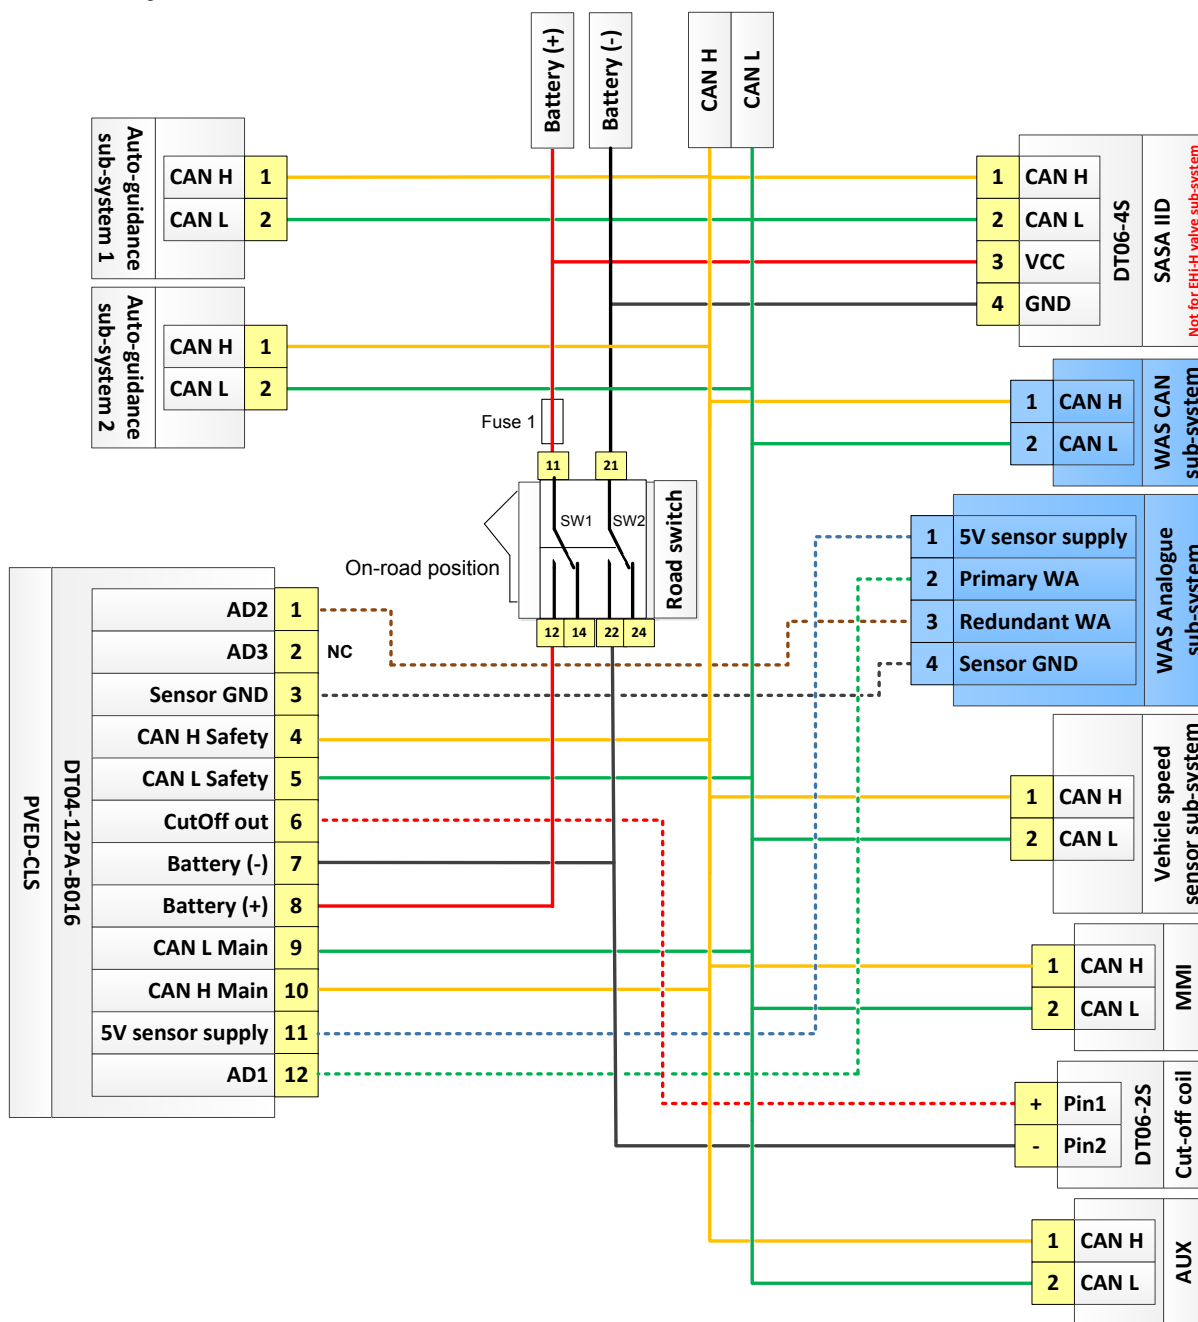 Battery (+)
Battery (-)
CAN H
CAN L
Auto-guidance
sub-system 1
CAN H 1
CAN L 2
Auto-guidance
sub-system 2
CAN H 1
CAN L 2
1 CAN H
2 CAN L
3 VCC
4 GND
DT06-4S
SASA IID
Not for EHi-H valve sub-system
1 CAN H
2 CAN L
WAS CAN
sub-system
Fuse 1
11
21
SW1
SW2
Road switch
On-road position
12
14
22
24
1 5V sensor supply
2 Primary WA
3 Redundant WA
4 Sensor GND
WAS Analogue
sub-system
PVED-CLS
DT04-12PA-B016
AD2 1
AD3 2 NC
Sensor GND 3
CAN H Safety 4
CAN L Safety 5
CutOff out 6
Battery (-) 7
Battery (+) 8
CAN L Main 9
CAN H Main 10
5V sensor supply 11
AD1 12
1 CAN H
2 CAN L
Vehicle speed
sensor sub-system
1 CAN H
2 CAN L
MMI
+ Pin1
- Pin2
DT06-2S
Cut-off coil
1 CAN H
2 CAN L
AUX